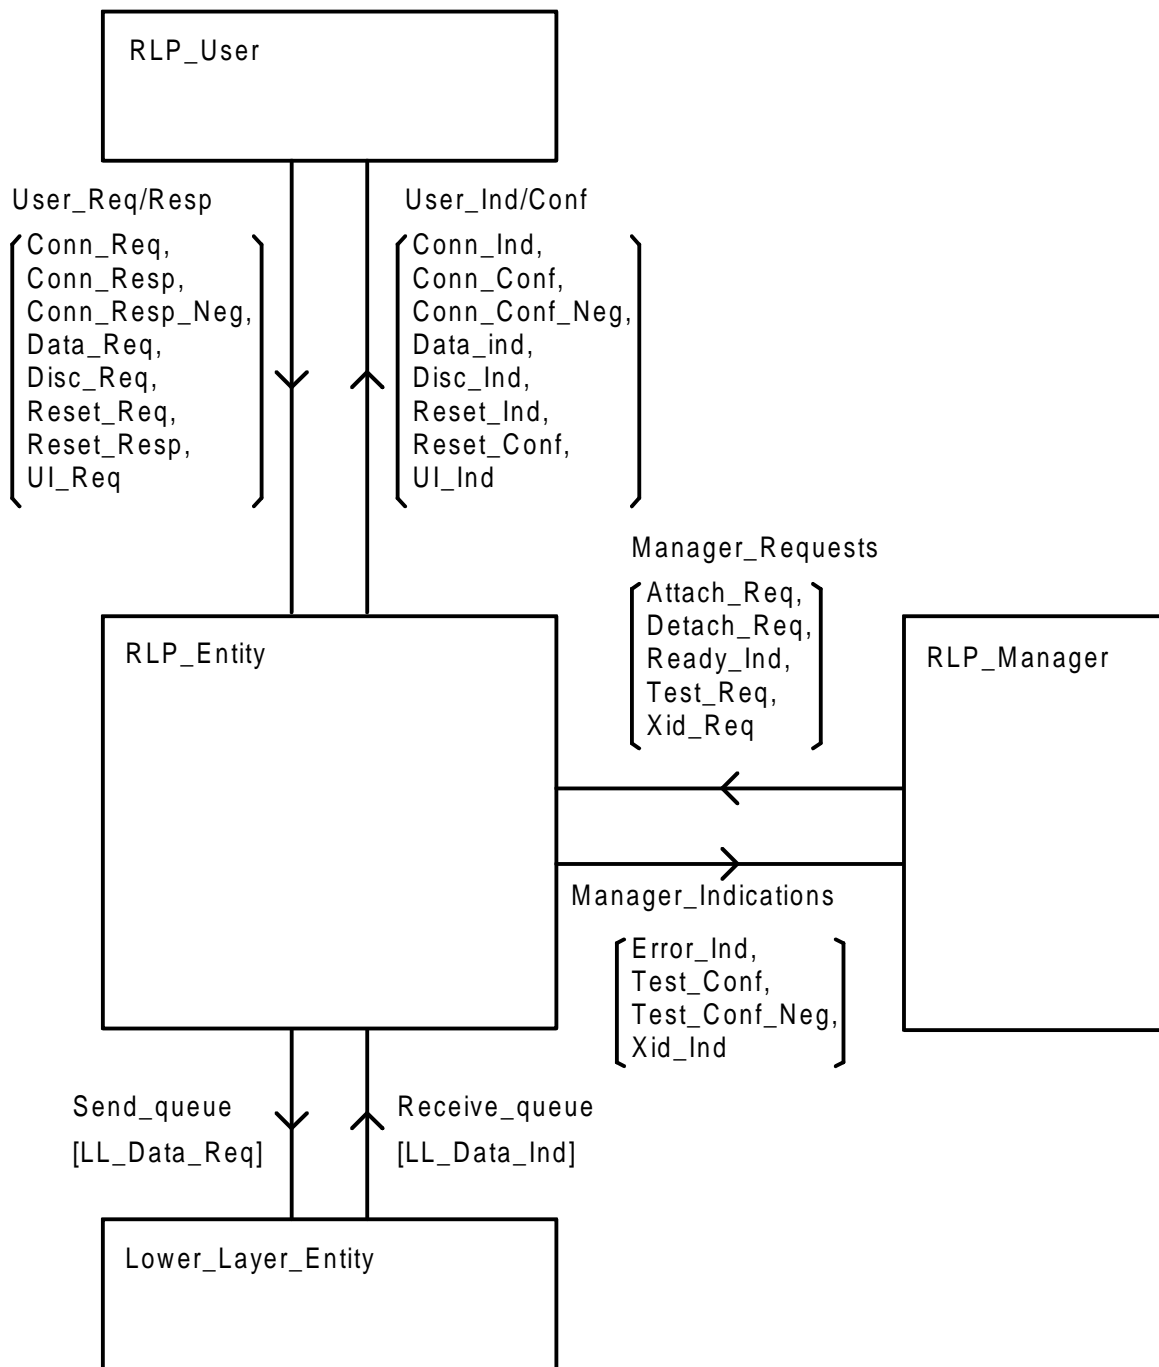 RLP_User
User_Req/Resp
Conn_Req,
Conn_Resp,
Conn_Resp_Neg,
Data_Req,
Disc_Req,
Reset_Req,
Reset_Resp,
UI_Req
User_Ind/Conf
Conn_Ind,
Conn_Conf,
Conn_Conf_Neg,
Data_ind,
Disc_Ind,
Reset_Ind,
Reset_Conf,
UI_Ind
Manager_Requests
Attach_Req,
Detach_Req,
Ready_Ind,
Test_Req,
Xid_Req
RLP_Entity
RLP_Manager
Manager_Indications
Error_Ind,
Test_Conf,
Test_Conf_Neg,
Xid_Ind
Send_queue
[LL_Data_Req]
Receive_queue
[LL_Data_Ind]
Lower_Layer_Entity